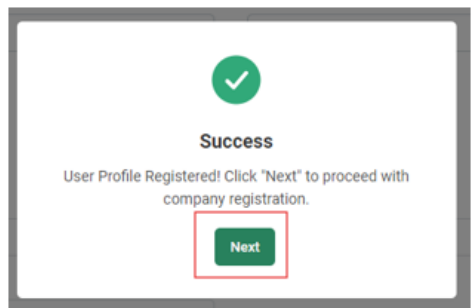 Success
User Profile Registered! Click "Next" to proceed with
company registration.
Next